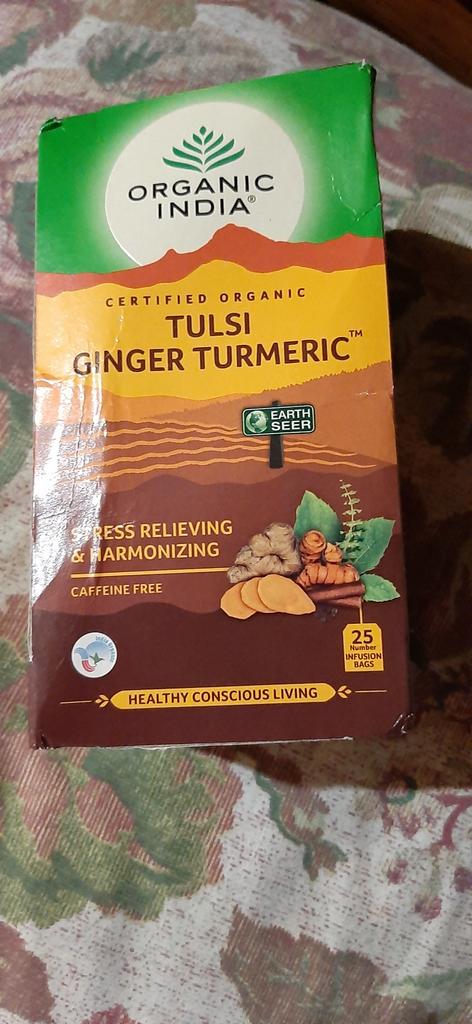 ORGANIC
INDIA®
CERTIFIED ORGANIC
TULSI
GINGER TURMERIC™
EARTH
SEER
STRESS RELIEVING
& HARMONIZING
CAFFEINE FREE
25
Number
INFUSION
BAGS
HEALTHY CONSCIOUS LIVING